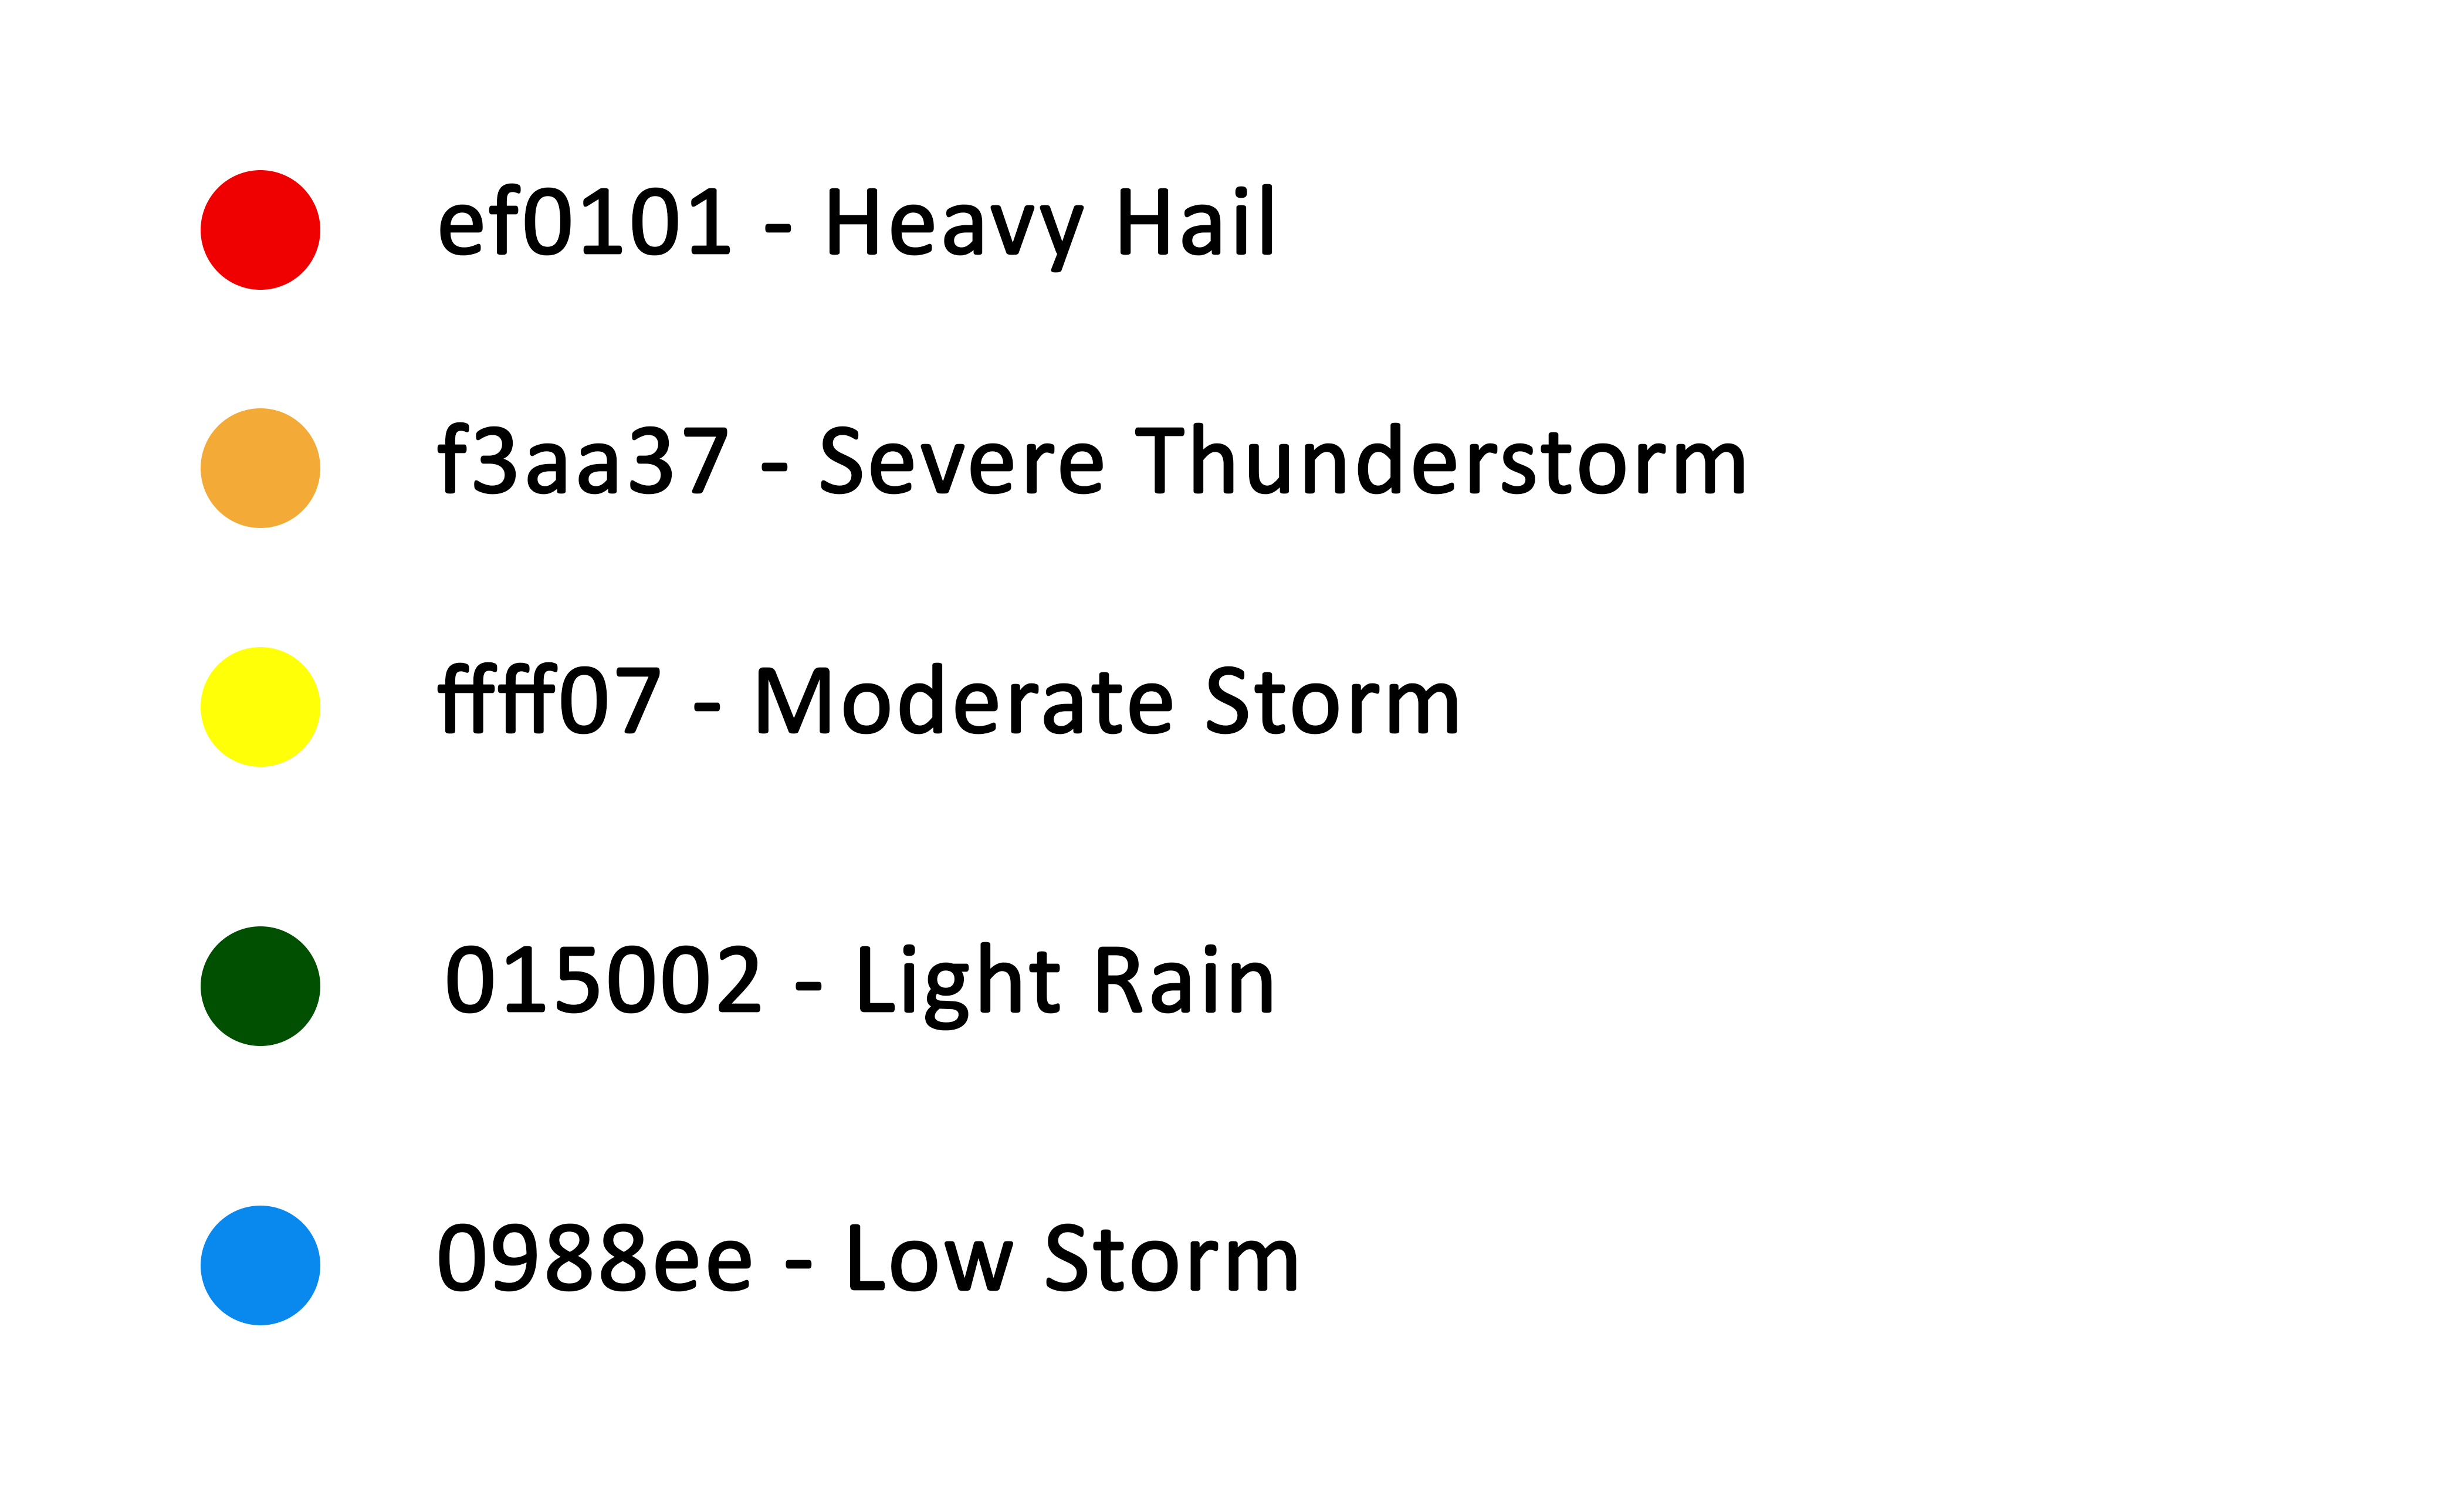 ef0101 - Heavy Hail
f3aa37 - Severe Thunderstorm
ffff07 - Moderate Storm
015002 - Light Rain
0988ee - Low Storm